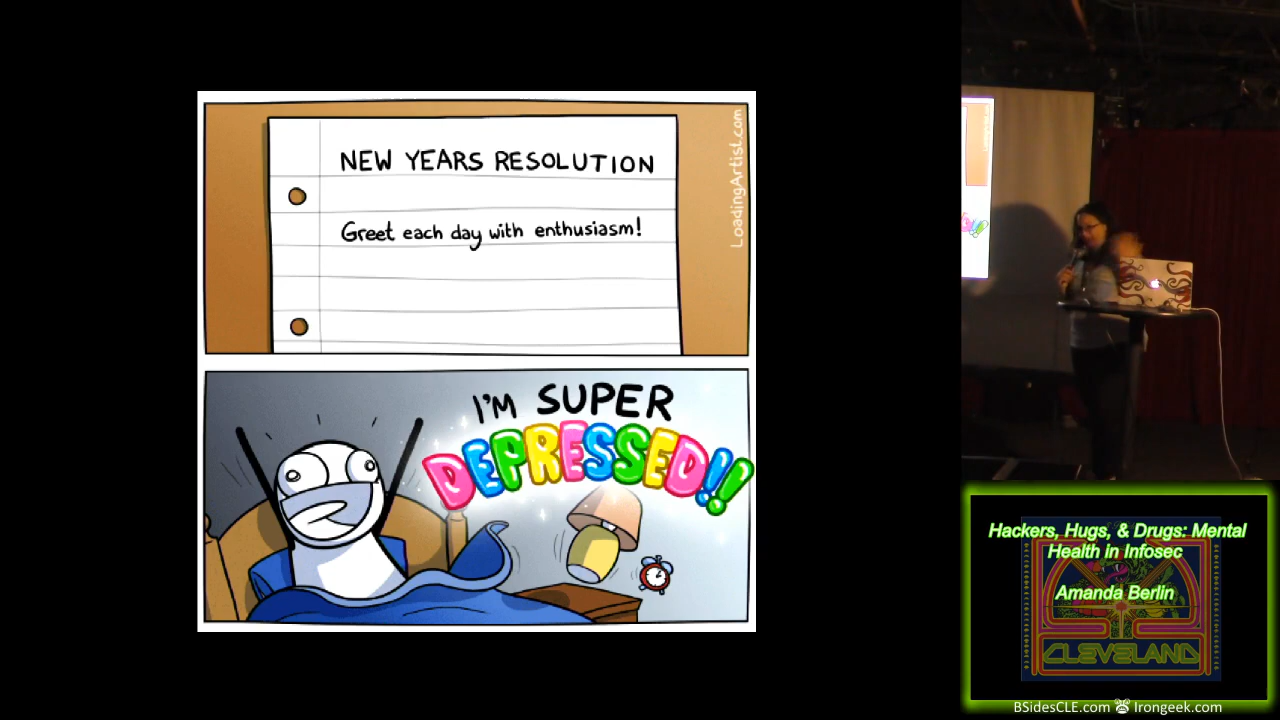 NEW YEARS RESOLUTION
Greet each day with enthusiasm!
LoadingArtist.com
I'M SUPER
DEPRESSED!!
Hackers, Hugs, & Drugs: Mental
Health in Infosec
Amanda Berlin
CLEVELAND
BSidesCLE.com Irongeek.com